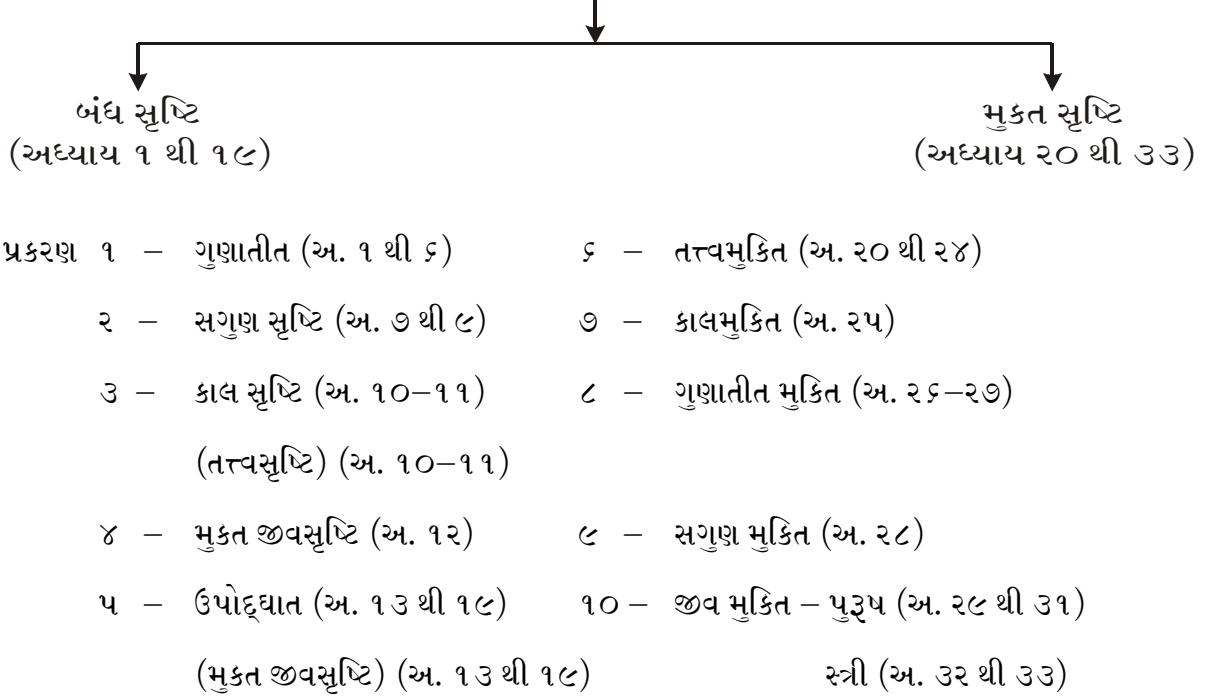 બંધ સૃષ્ટિ મુકત સૃષ્ટિ
(અધ્યાય ૧ થી ૧૯) (અધ્યાય ૨૦ થી ૩૩)
પ્રકરણ ૧ – ગુણાતીત (અ. ૧ થી ૬) ૬ – તત્ત્વમુકિત (અ. ૨૦ થી ૨૪)
૨ – સગુણ સૃષ્ટિ (અ. ૭ થી ૯) ૭ – કાલમુકિત (અ. ૨૫)
૩ – કાલ સૃષ્ટિ (અ. ૧૦–૧૧) ૮ – ગુણાતીત મુકિત (અ. ૨૬–૨૭)
(તત્ત્વસૃષ્ટિ) (અ. ૧૦–૧૧)
૪ – મુકત જીવસૃષ્ટિ (અ. ૧૨) ૯ – સગુણ મુકિત (અ. ૨૮)
૫ – ઉપોદ્‌ઘાત (અ. ૧૩ થી ૧૯) ૧૦ – જીવ મુકિત – પુરૂષ (અ. ૨૯ થી ૩૧)
(મુકત જીવસૃષ્ટિ) (અ. ૧૩ થી ૧૯) સ્ત્રી (અ. ૩૨ થી ૩૩)